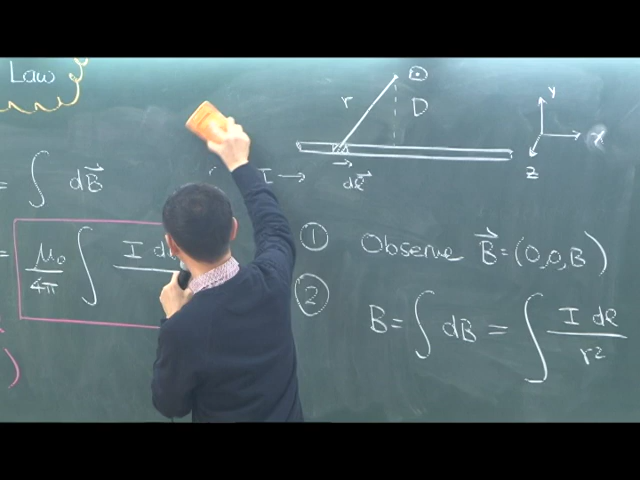 Law
= ∫ dB⃗
= μ₀/4π ∫ I dℓ
r
D
I →
dℓ⃗
y
x
z
① Observe B⃗ = (0,0,B)
② B = ∫ dB = ∫ I dℓ / r²